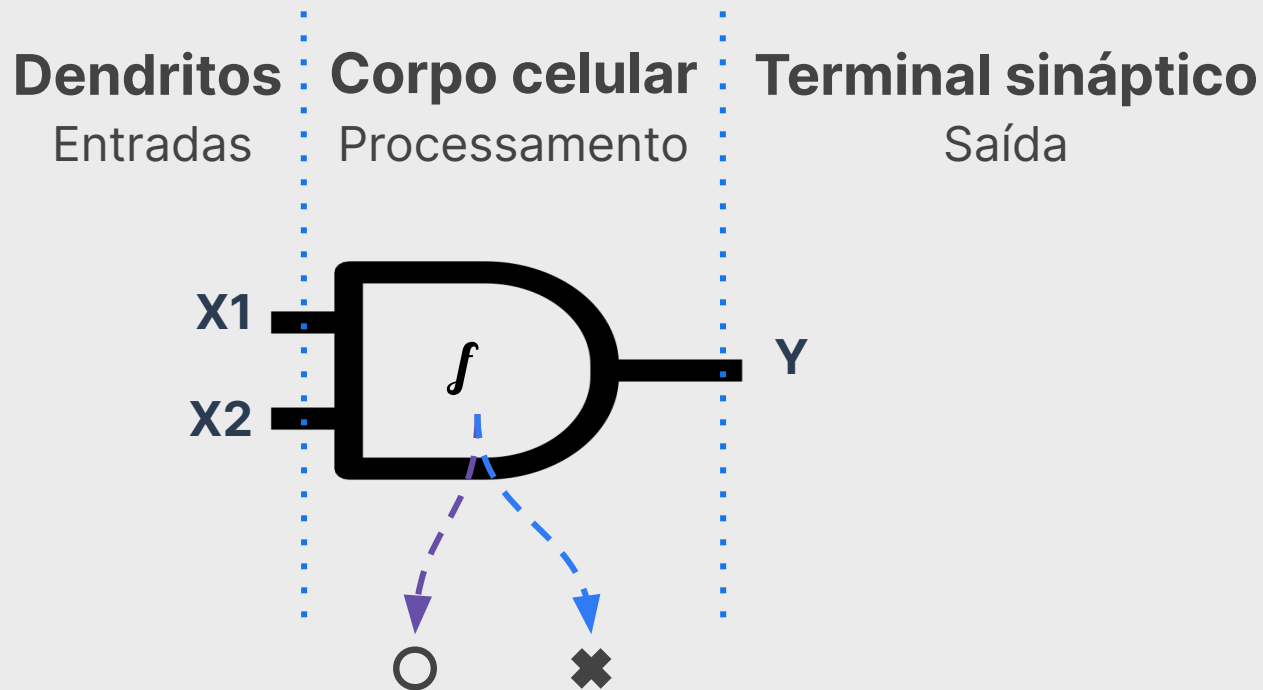 Dendritos
Entradas
Corpo celular
Processamento
Terminal sináptico
Saída
X1
X2
f
Y